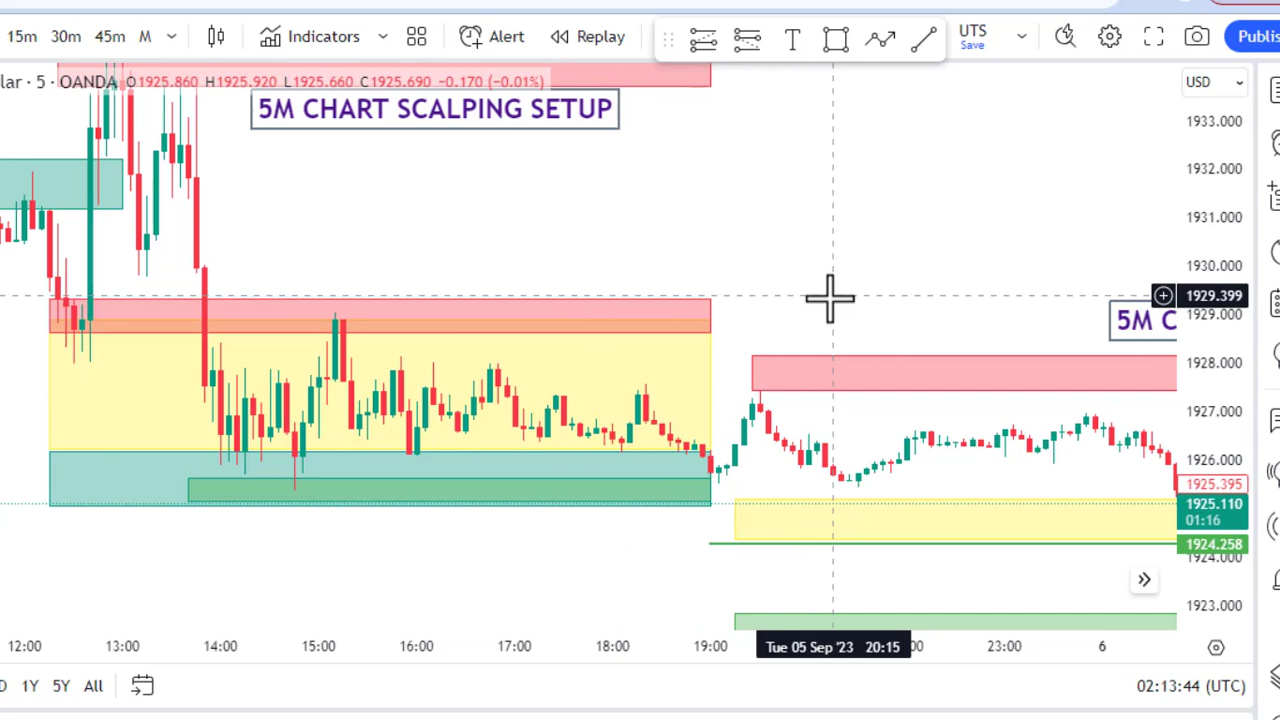 15m 30m 45m M Indicators Alert Replay T UTS Save Publis
lar · 5 · OANDA O1925.860 H1925.920 L1925.660 C1925.690 −0.170 (−0.01%) USD
5M CHART SCALPING SETUP
1933.000
1932.000
1931.000
1930.000
1929.399
1929.000
5M C
1928.000
1927.000
1926.000
1925.395
1925.110
01:16
1924.258
1924.000
1923.000
12:00 13:00 14:00 15:00 16:00 17:00 18:00 19:00 Tue 05 Sep '23 20:15 :00 23:00 6
D 1Y 5Y All 02:13:44 (UTC)